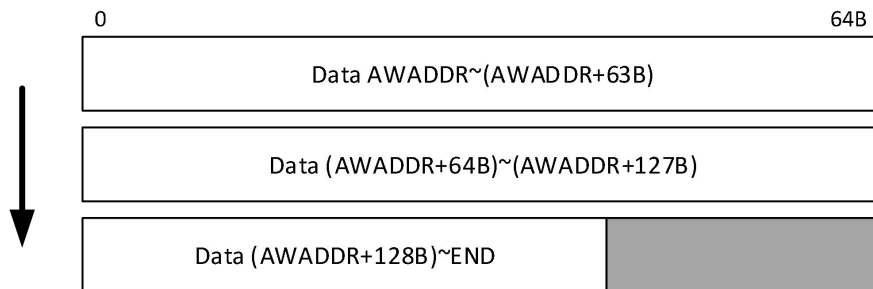 0 64B
Data AWADDR~(AWADDR+63B)
Data (AWADDR+64B)~(AWADDR+127B)
Data (AWADDR+128B)~END